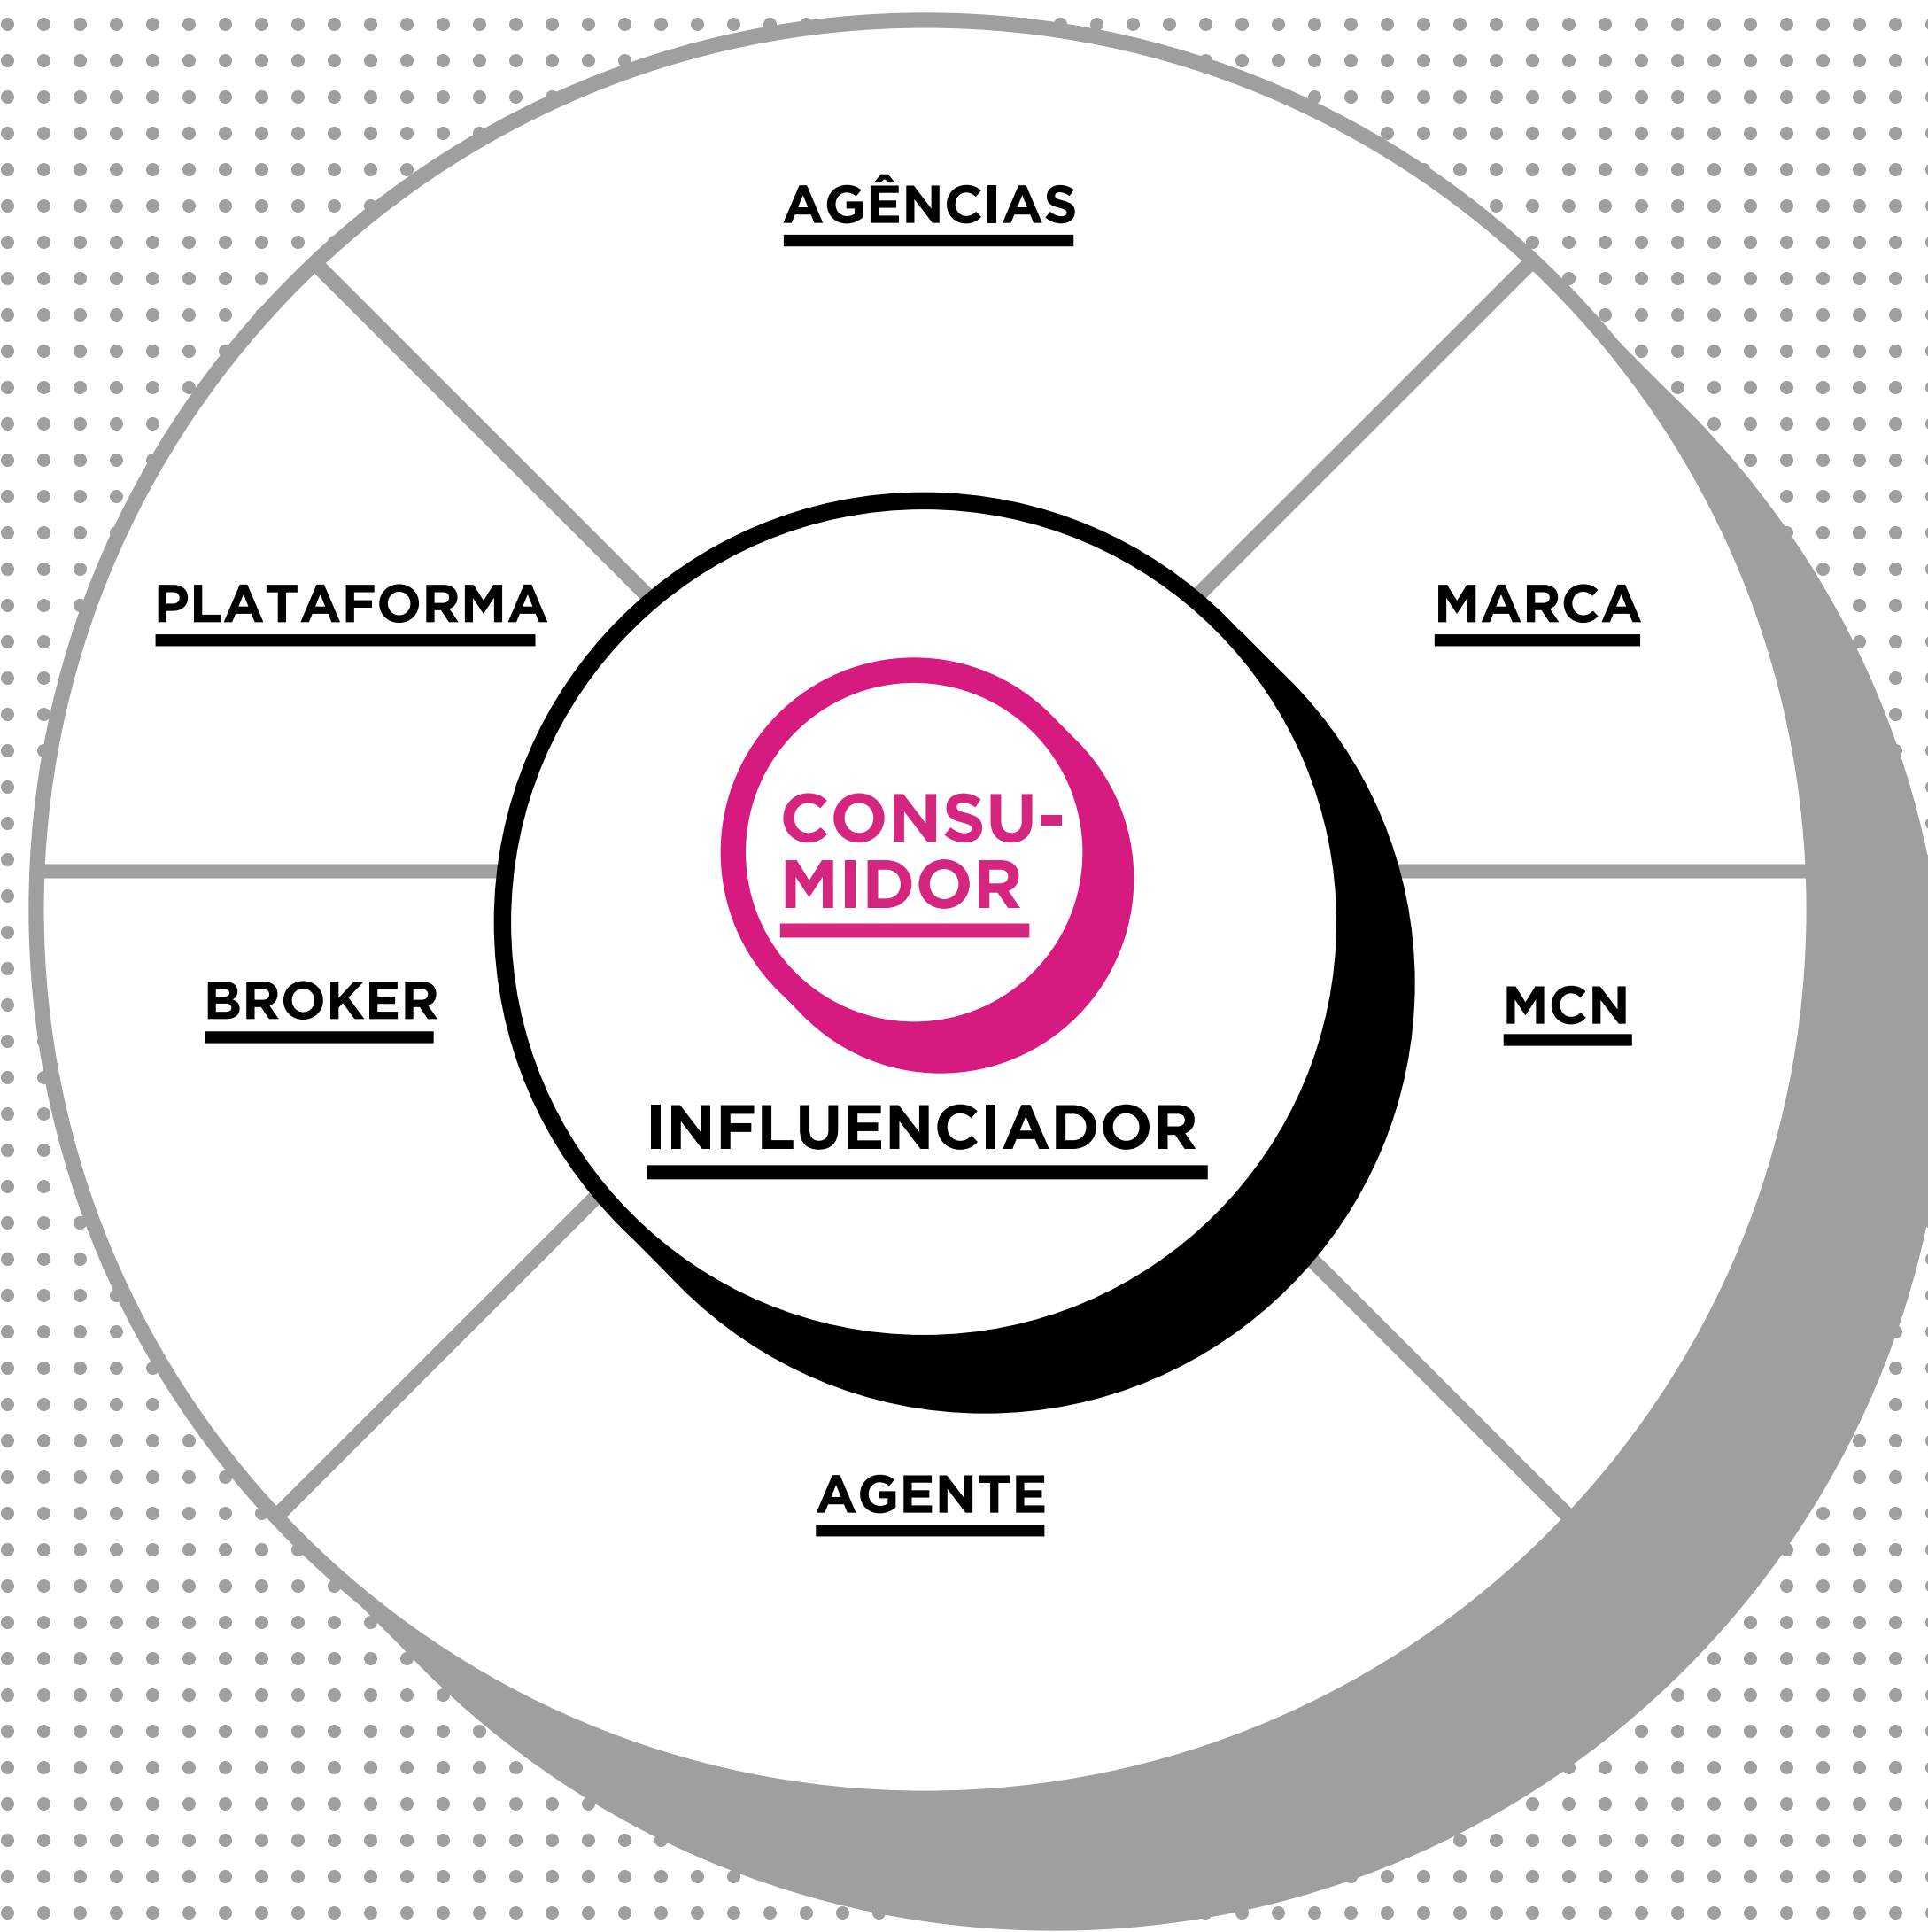 AGÊNCIAS
PLATAFORMA
MARCA
CONSU-
MIDOR
BROKER
MCN
INFLUENCIADOR
AGENTE